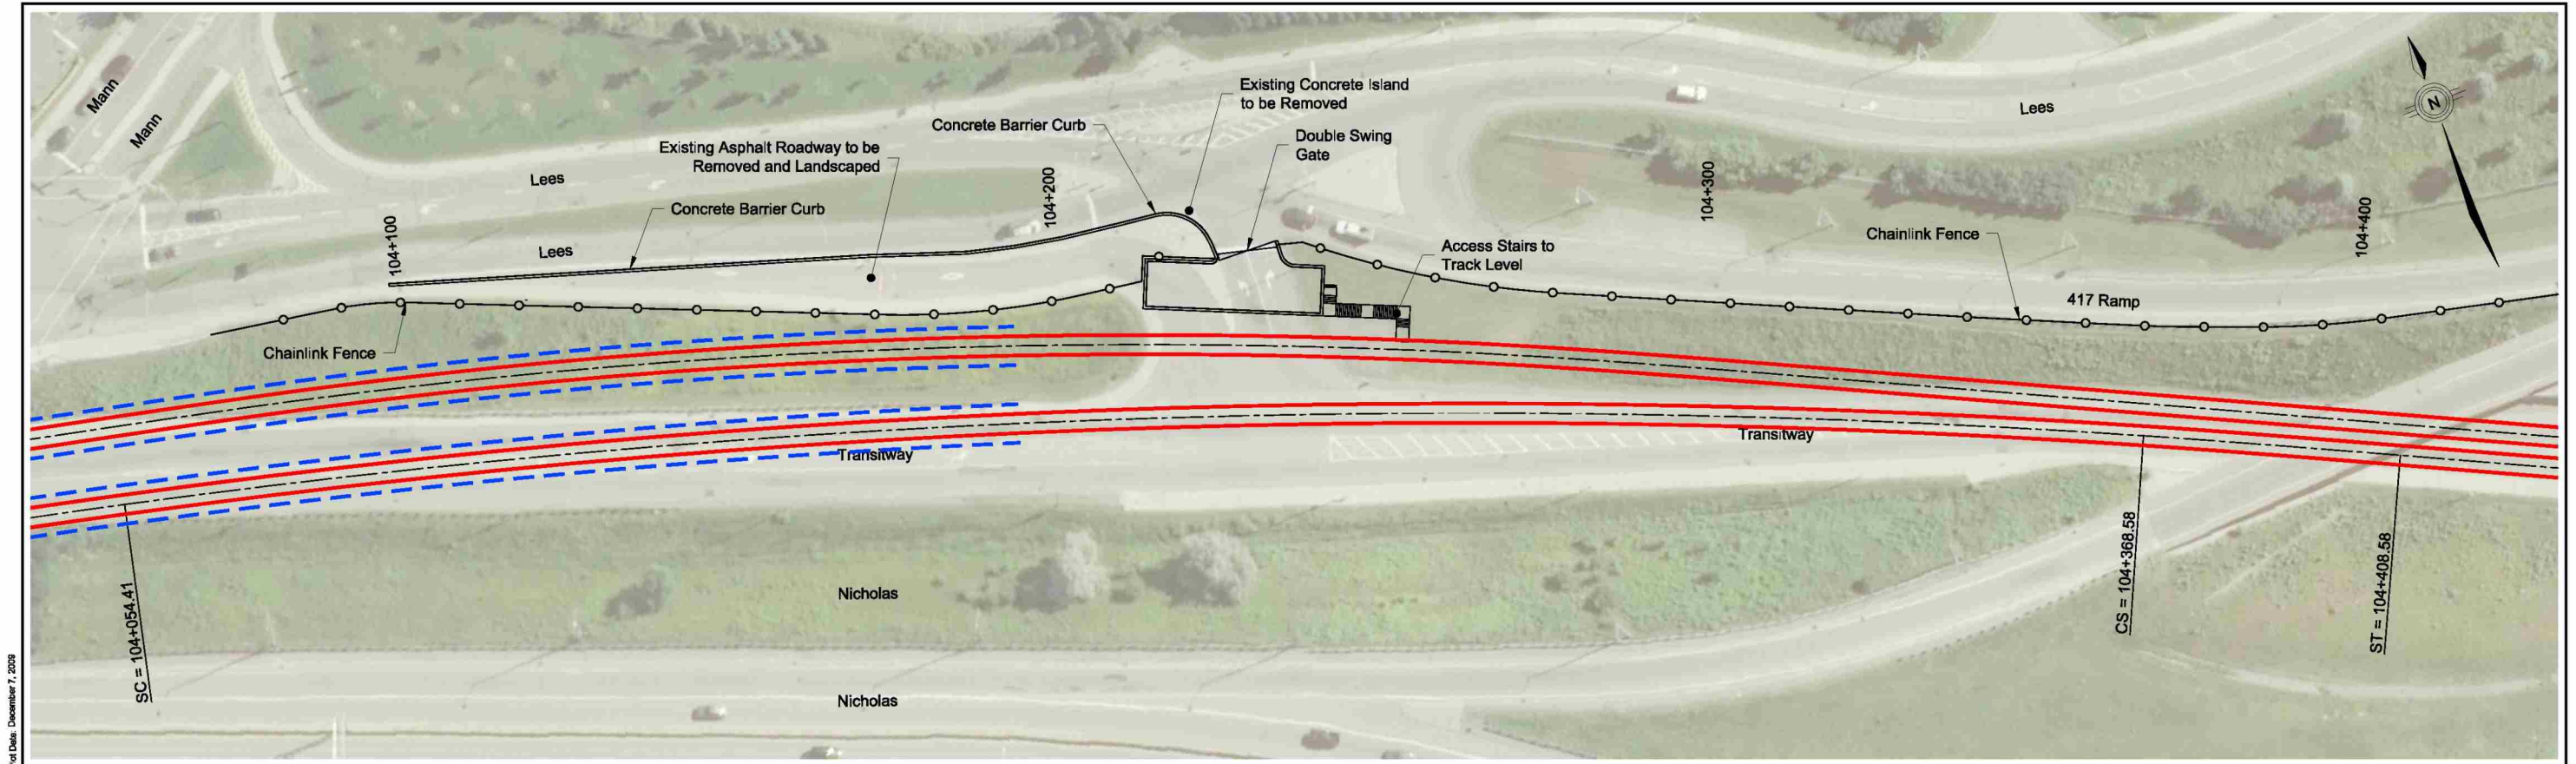 Mann
Mann
Existing Concrete Island
to be Removed
Concrete Barrier Curb
Double Swing
Gate
Existing Asphalt Roadway to be
Removed and Landscaped
Lees
N
Lees
Concrete Barrier Curb
Lees
104+100
104+200
104+300
104+400
Access Stairs to
Track Level
Chainlink Fence
417 Ramp
Chainlink Fence
Transitway
Transitway
Nicholas
Nicholas
SC = 104+054.41
CS = 104+368.58
ST = 104+408.58
Date: December 7, 2009